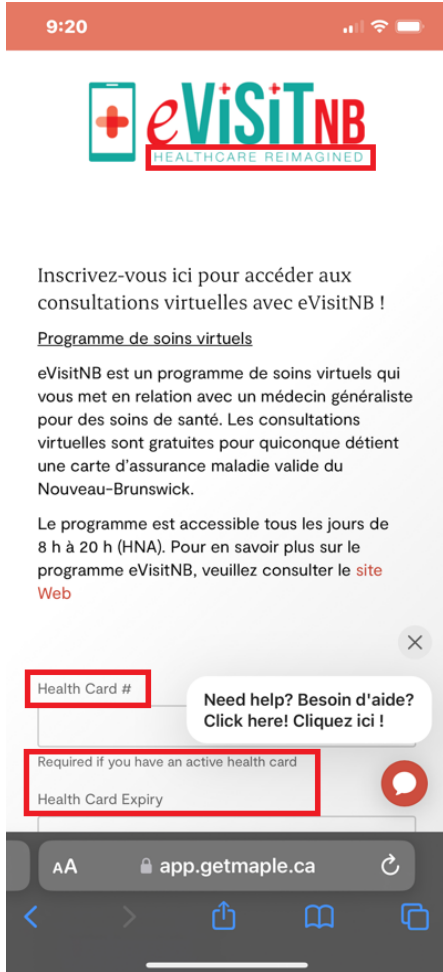 9:20
eViSiTNB
HEALTHCARE REIMAGINED
Inscrivez-vous ici pour accéder aux
consultations virtuelles avec eVisitNB !
Programme de soins virtuels
eVisitNB est un programme de soins virtuels qui
vous met en relation avec un médecin généraliste
pour des soins de santé. Les consultations
virtuelles sont gratuites pour quiconque détient
une carte d’assurance maladie valide du
Nouveau-Brunswick.
Le programme est accessible tous les jours de
8 h à 20 h (HNA). Pour en savoir plus sur le
programme eVisitNB, veuillez consulter le site
Web
Health Card #
Need help? Besoin d'aide?
Click here! Cliquez ici !
Required if you have an active health card
Health Card Expiry
AA app.getmaple.ca